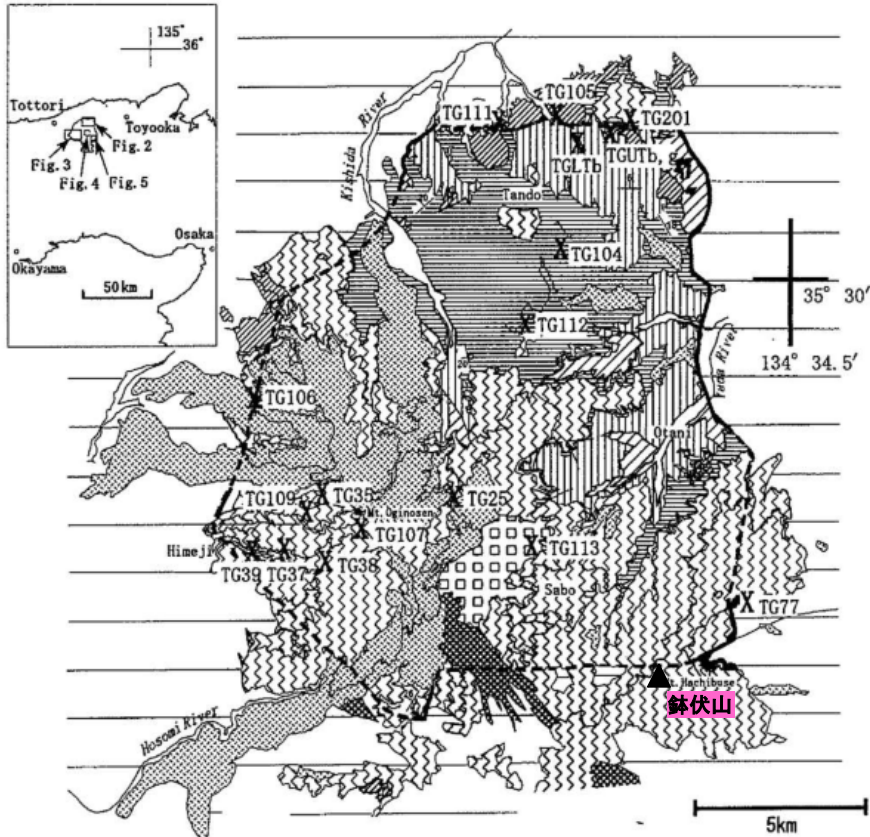 135°
36°
Tottori
Toyooka
Fig. 2
Fig. 3
Fig. 4
Fig. 5
Osaka
Okayama
50km
Kishida River
TG111
TG105
TG201
TGLTb
TGUTb, g
Tando
TG104
TG112
35° 30′
134° 34.5′
Yada River
TG106
Otani
TG109
TG35
TG25
Mt. Oginosen
TG107
Himeji
TG39
TG37
TG38
TG113
Sabo
TG77
t. Hachibuse
鉢伏山
Hosomi River
5km